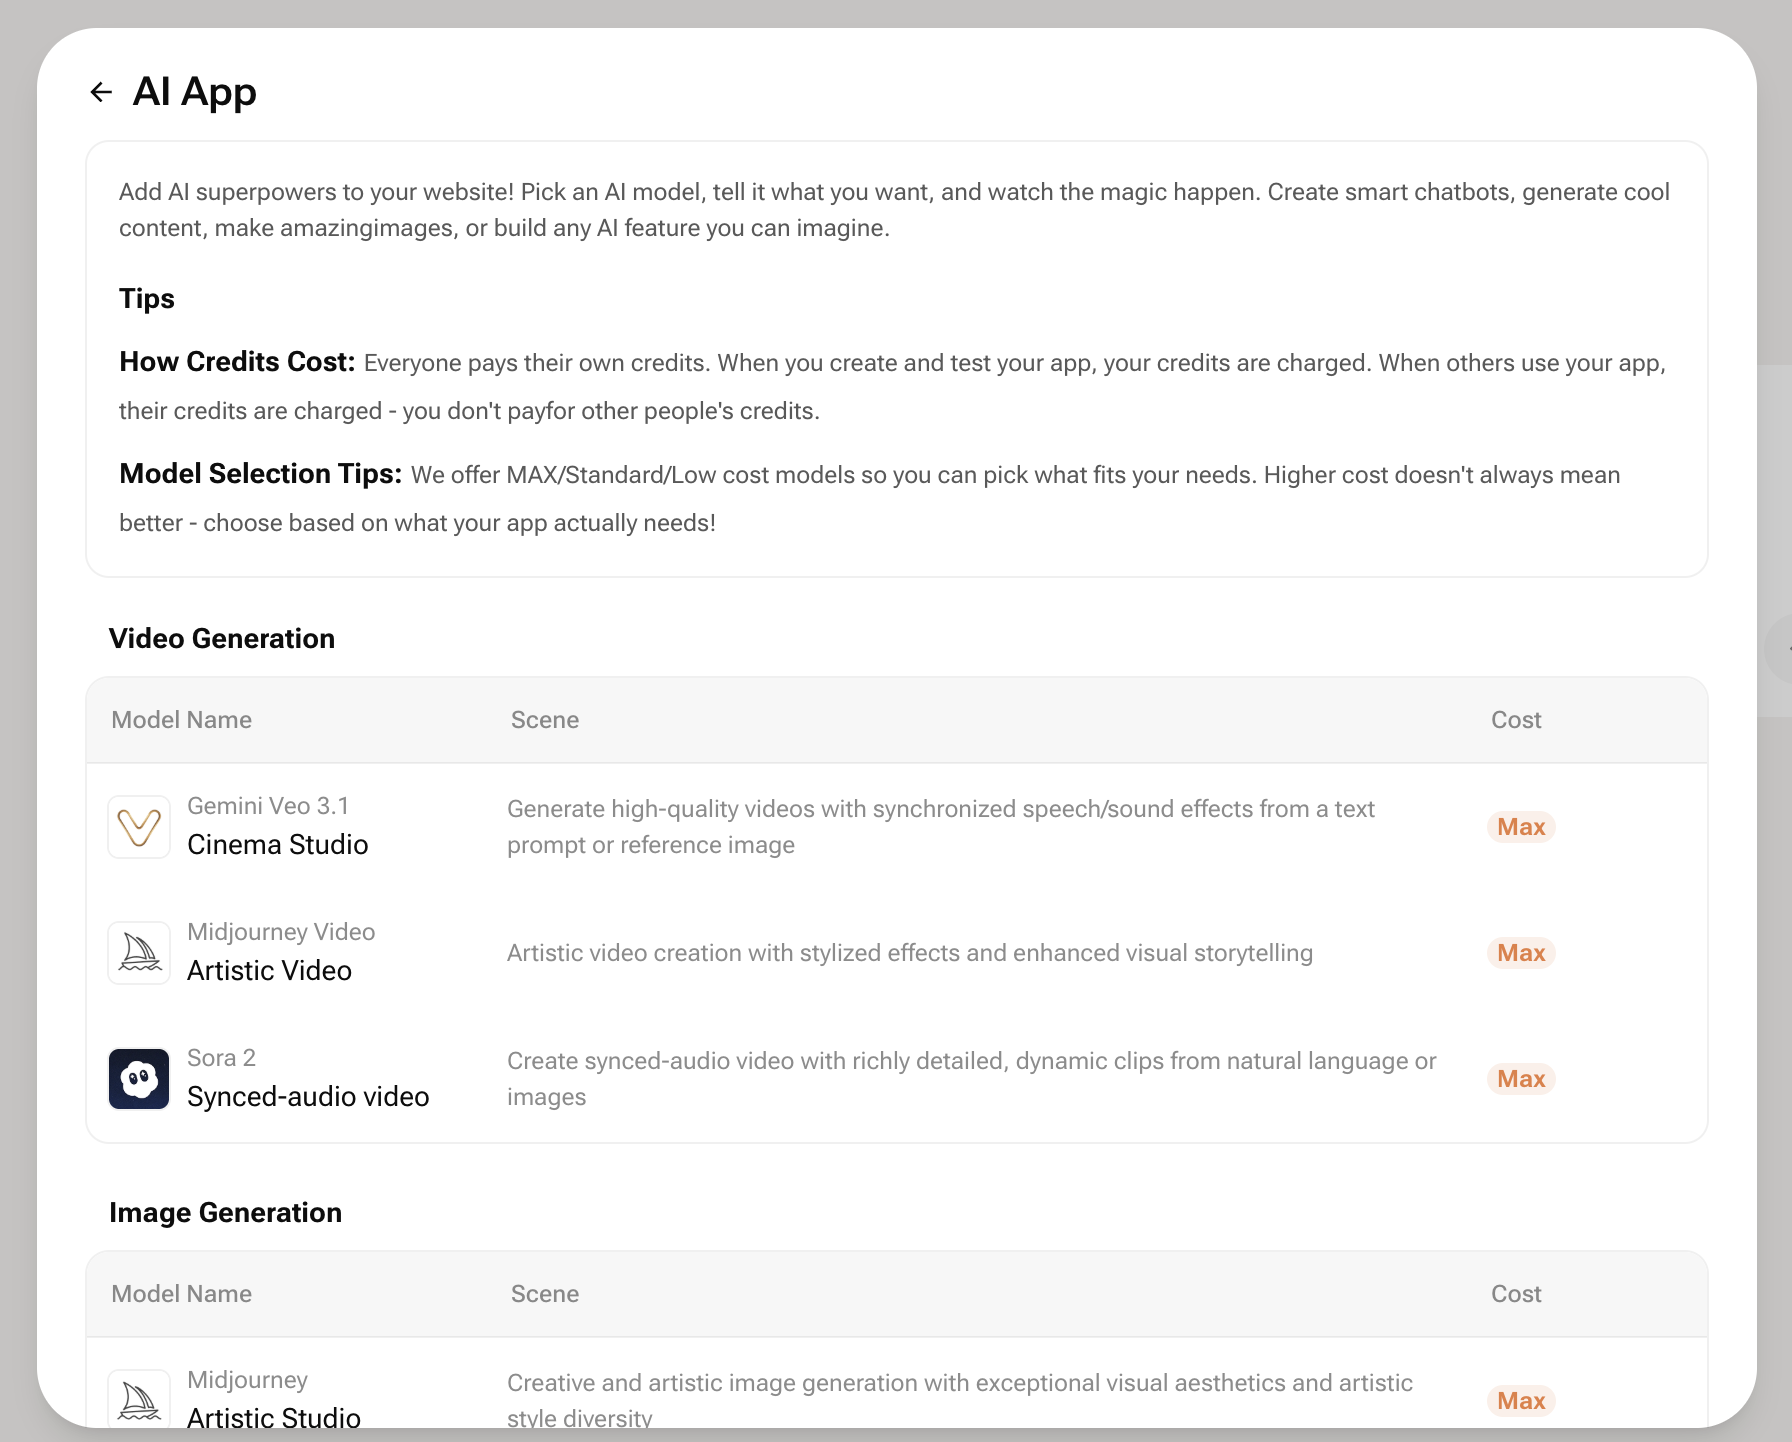 AI App
Add AI superpowers to your website! Pick an AI model, tell it what you want, and watch the magic happen. Create smart chatbots, generate cool
content, make amazingimages, or build any AI feature you can imagine.
Tips
How Credits Cost: Everyone pays their own credits. When you create and test your app, your credits are charged. When others use your app,
their credits are charged - you don't payfor other people's credits.
Model Selection Tips: We offer MAX/Standard/Low cost models so you can pick what fits your needs. Higher cost doesn't always mean
better - choose based on what your app actually needs!
Video Generation
Model Name Scene Cost
Gemini Veo 3.1
Cinema Studio
Generate high-quality videos with synchronized speech/sound effects from a text
prompt or reference image
Max
Midjourney Video
Artistic Video
Artistic video creation with stylized effects and enhanced visual storytelling
Max
Sora 2
Synced-audio video
Create synced-audio video with richly detailed, dynamic clips from natural language or
images
Max
Image Generation
Model Name Scene Cost
Midjourney
Artistic Studio
Creative and artistic image generation with exceptional visual aesthetics and artistic
style diversity
Max